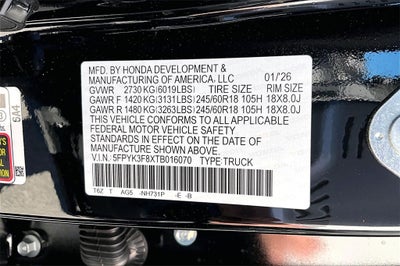 MFD. BY HONDA DEVELOPMENT &
MANUFACTURING OF AMERICA, LLC 01/26
GVWR 2730 KG(6019LBS) TIRE SIZE RIM SIZE
GAWR F 1420 KG(3131LBS) 245/60R18 105H 18X8.0J
GAWR R 1480 KG(3263LBS) 245/60R18 105H 18X8.0J
THIS VEHICLE CONFORMS TO ALL APPLICABLE
FEDERAL MOTOR VEHICLE
SAFETY STANDARDS IN EFFECT ON THE DATE OF
MANUFACTURE SHOWN ABOVE.
V.I.N. 5FPYK3F8XTB016070 TYPE:TRUCK
T6Z T AG5 -NH731P -E -B
5/A4